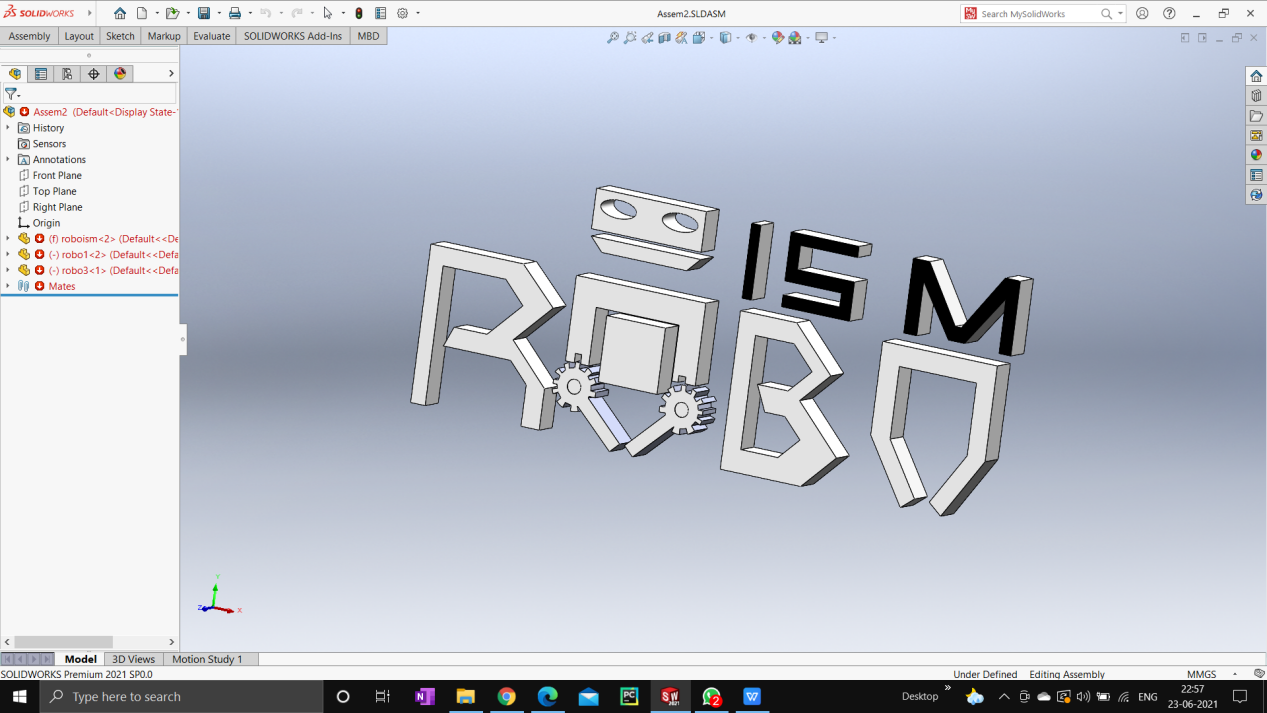 SOLIDWORKS
Assem2.SLDASM
Search MySolidWorks
Assembly Layout Sketch Markup Evaluate SOLIDWORKS Add-Ins MBD
Assem2 (Default<Display State-
History
Sensors
Annotations
Front Plane
Top Plane
Right Plane
Origin
(f) roboism<2> (Default<<De
(-) robo1<2> (Default<<Defa
(-) robo3<1> (Default<<Defa
Mates
ISM
ROBO
Y
Z X
Model 3D Views Motion Study 1
SOLIDWORKS Premium 2021 SP0.0
Under Defined Editing Assembly MMGS
Type here to search
Desktop
ENG
22:57
23-06-2021